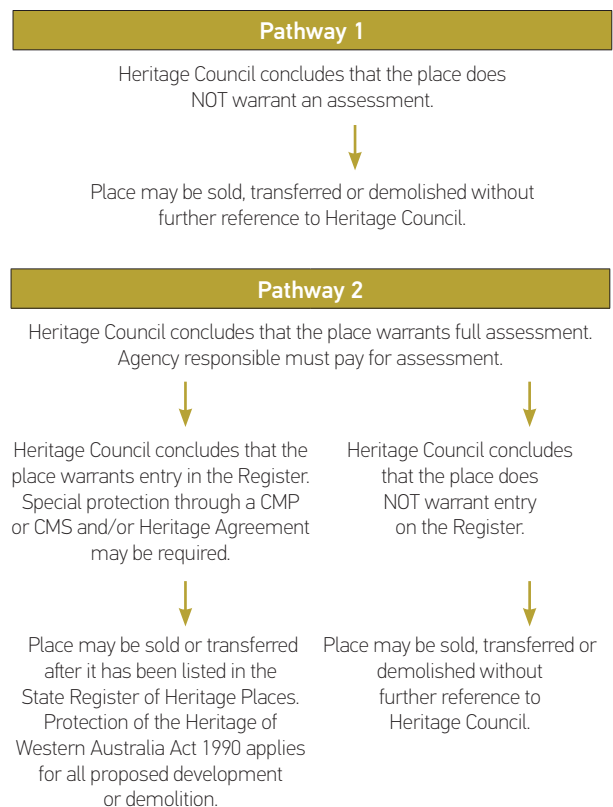 Pathway 1
Heritage Council concludes that the place does
NOT warrant an assessment.
Place may be sold, transferred or demolished without
further reference to Heritage Council.
Pathway 2
Heritage Council concludes that the place warrants full assessment.
Agency responsible must pay for assessment.
Heritage Council concludes that the
place warrants entry in the Register.
Special protection through a CMP
or CMS and/or Heritage Agreement
may be required.
Place may be sold or transferred
after it has been listed in the
State Register of Heritage Places.
Protection of the Heritage of
Western Australia Act 1990 applies
for all proposed development
or demolition.
Heritage Council concludes
that the place does
NOT warrant entry
on the Register.
Place may be sold, transferred or
demolished without
further reference to
Heritage Council.